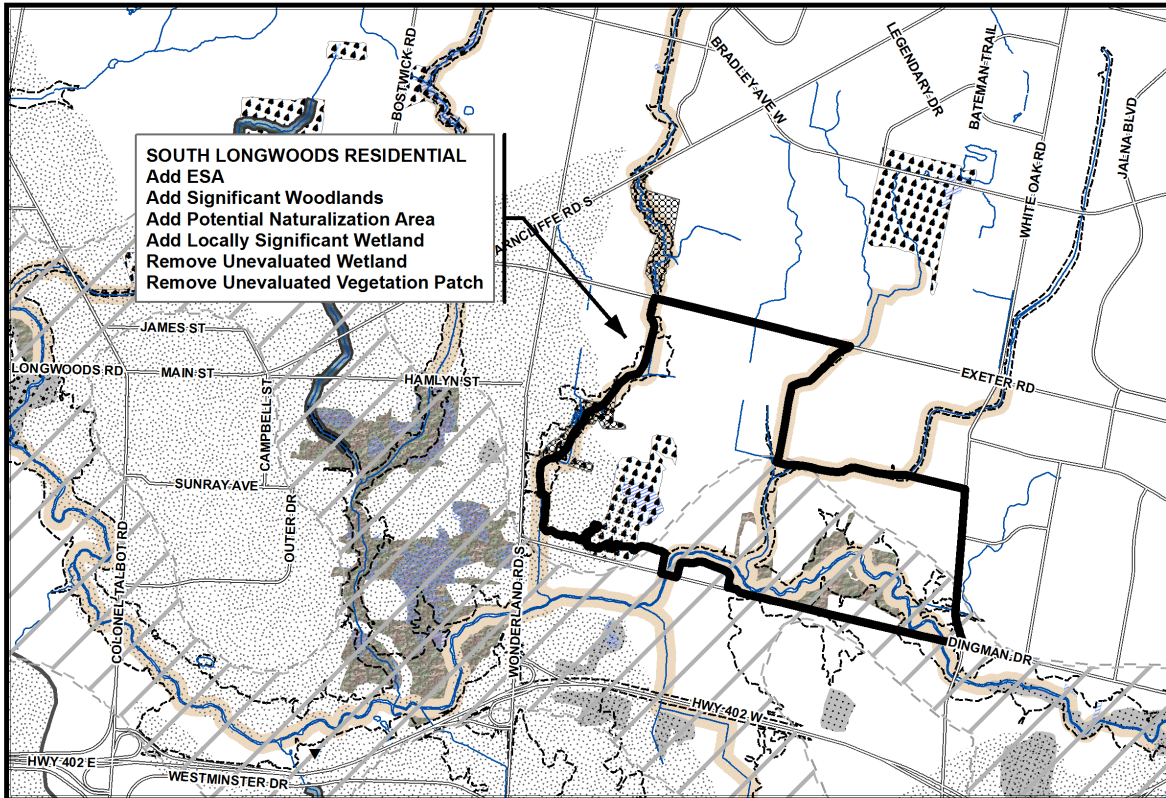 BOSTWICK RD
BRADLEY AVE W
LEGENDARY DR
BATEMAN TRAIL
WHITE OAK RD
JALNA BLVD
SOUTH LONGWOODS RESIDENTIAL
Add ESA
Add Significant Woodlands
Add Potential Naturalization Area
Add Locally Significant Wetland
Remove Unevaluated Wetland
Remove Unevaluated Vegetation Patch
ARNCLIFFE RD S
JAMES ST
LONGWOODS RD
MAIN ST
HAMLYN ST
EXETER RD
CAMPBELL ST
SUNRAY AVE
OUTER DR
COLONEL TALBOT RD
WONDERLAND RD S
DINGMAN DR
HWY 402 W
HWY 402 E
WESTMINSTER DR